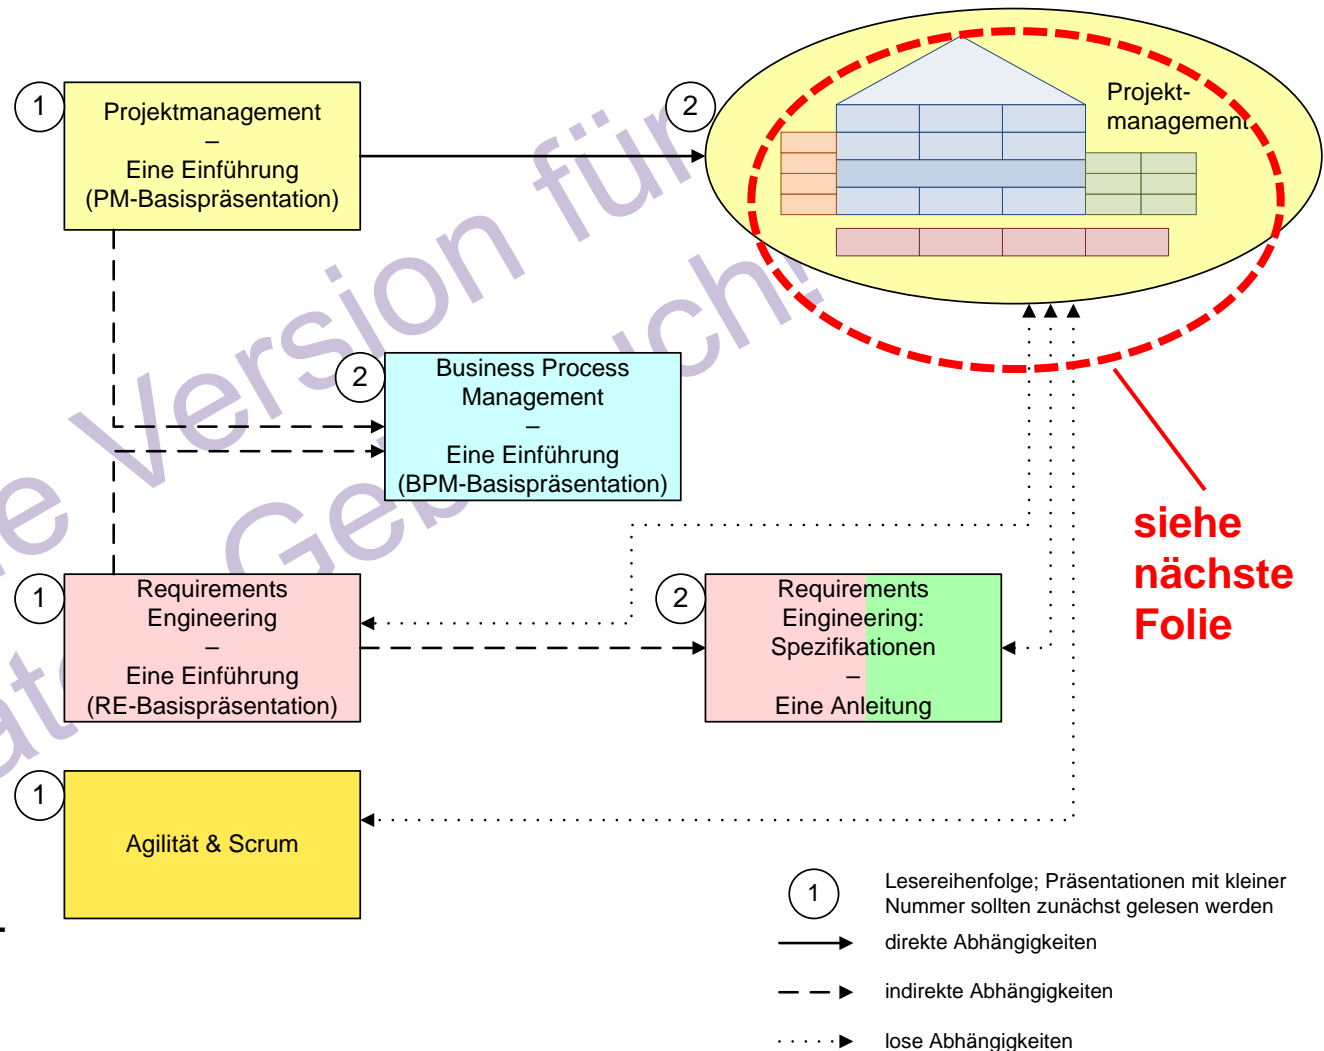 1
Projektmanagement
–
Eine Einführung
(PM-Basispräsentation)
2
Projekt-
management
2
Business Process
Management
–
Eine Einführung
(BPM-Basispräsentation)
siehe
nächste
Folie
1
Requirements
Engineering
–
Eine Einführung
(RE-Basispräsentation)
2
Requirements
Eingineering:
Spezifikationen
–
Eine Anleitung
1
Agilität & Scrum
1
Lesereihenfolge; Präsentationen mit kleiner
Nummer sollten zunächst gelesen werden
direkte Abhängigkeiten
indirekte Abhängigkeiten
lose Abhängigkeiten
Version für